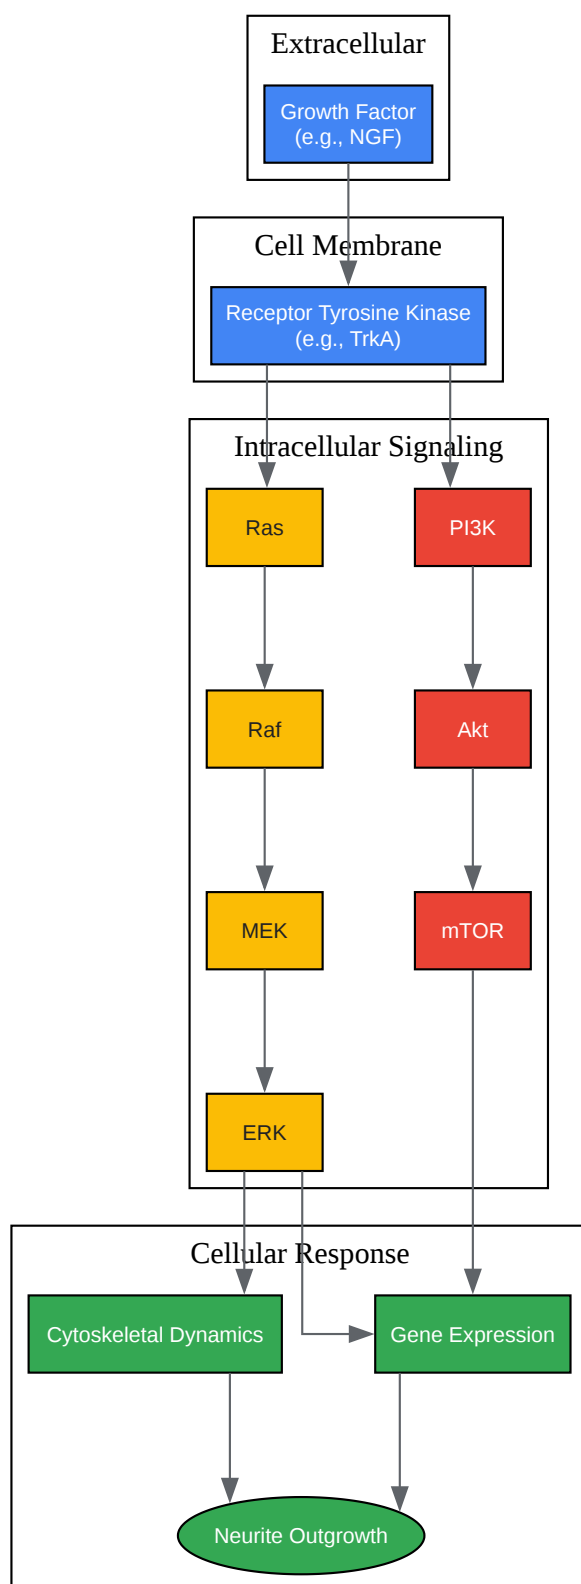 Extracellular
Growth Factor
(e.g., NGF)
Cell Membrane
Receptor Tyrosine Kinase
(e.g., TrkA)
Intracellular Signaling
Ras
PI3K
Raf
Akt
MEK
mTOR
ERK
Cellular Response
Cytoskeletal Dynamics
Gene Expression
Neurite Outgrowth